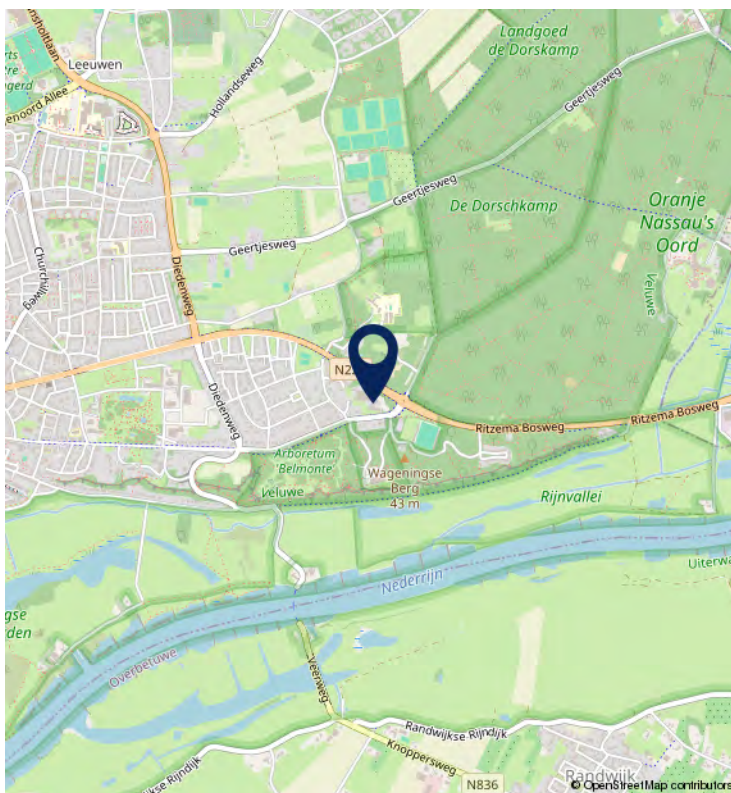 Leeuwen
Hollandseweg
Landgoed
de Dorskamp
Geertjesweg
Geertjesweg
De Dorschkamp
Oranje
Nassau's
Oord
Geertjesweg
Veluwe
Churchillweg
Diedenweg
Diedenweg
Ritzema Bosweg
Ritzema Bosweg
Arboretum
'Belmonte'
Veluwe
Wageningse
Berg
43 m
Rijnvallei
Nederrijn
Overbetuwe
Veerweg
Randwijkse Rijndijk
Knoppersweg
N836
Randwijk
© OpenStreetMap contributors